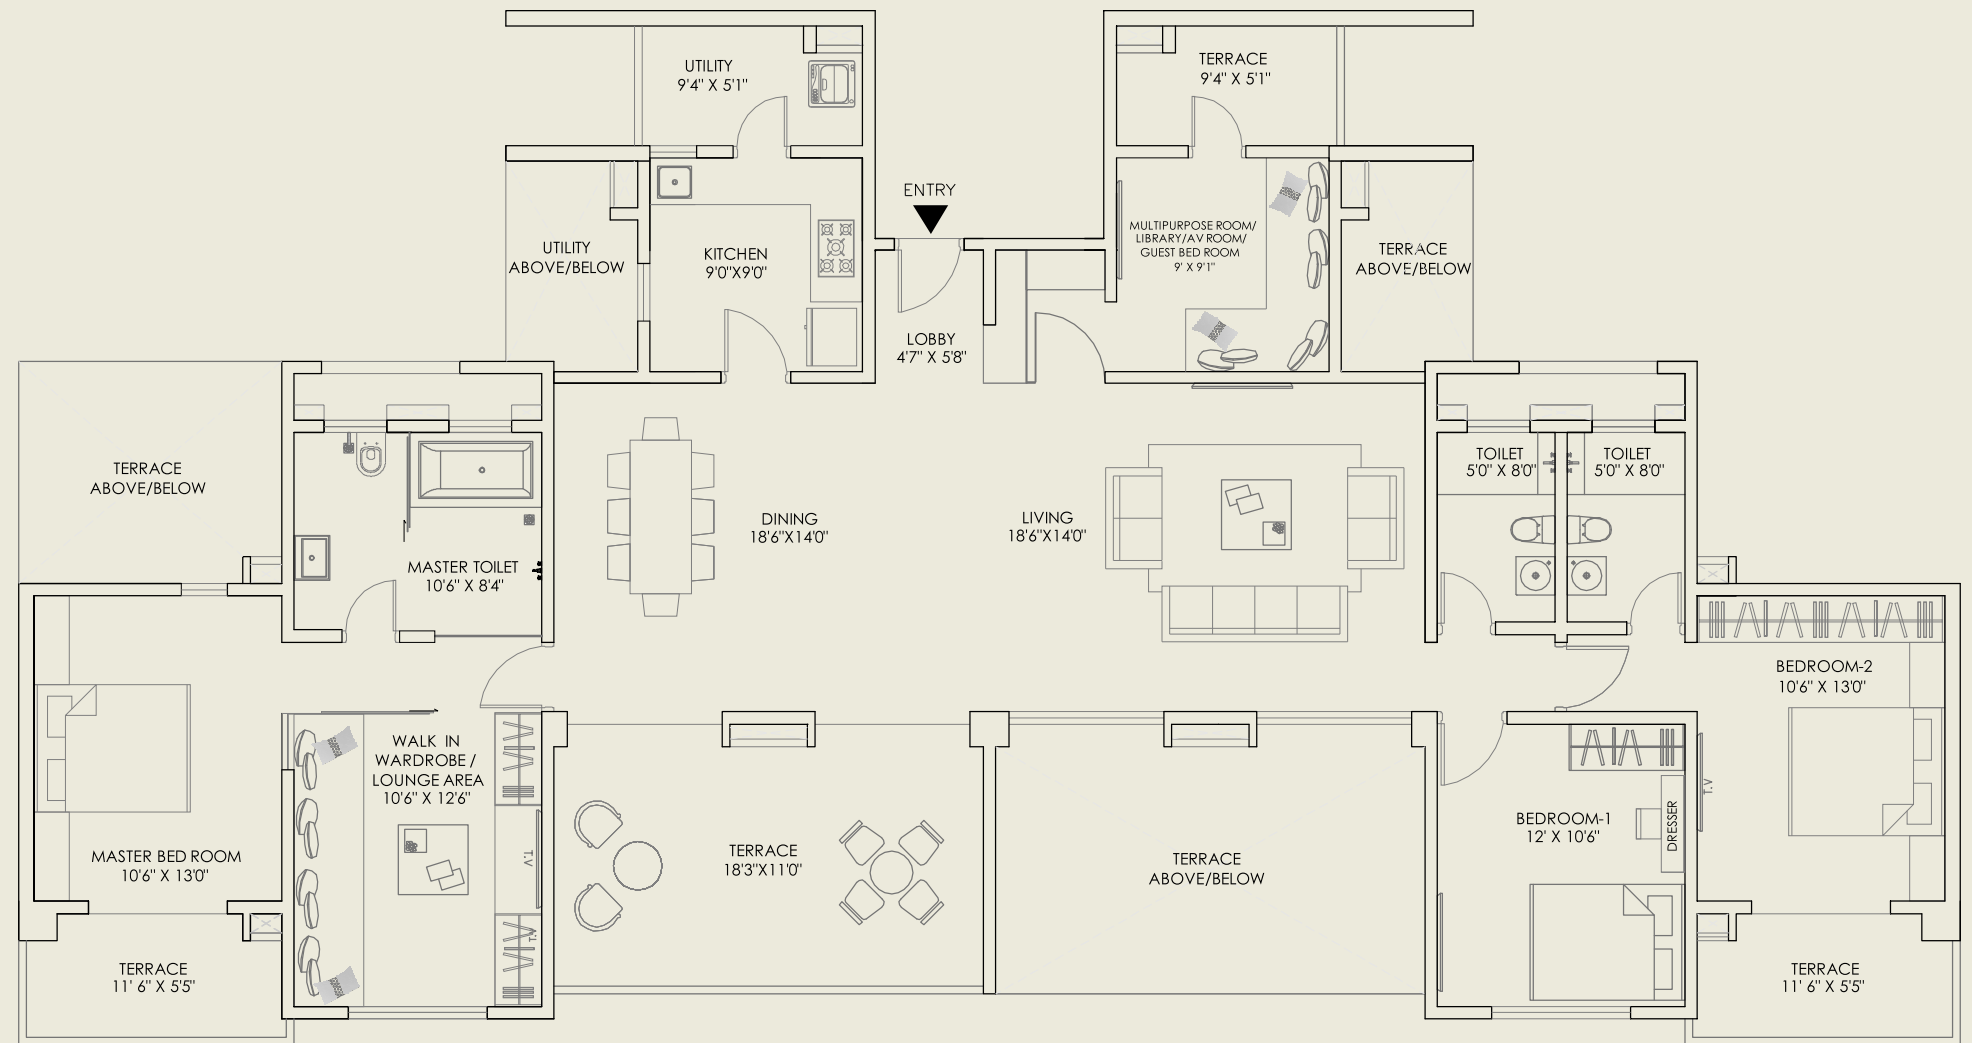 UTILITY
9'4" X 5'1"
TERRACE
9'4" X 5'1"
ENTRY
UTILITY
ABOVE/BELOW
KITCHEN
9'0"X9'0"
MULTIPURPOSE ROOM/
LIBRARY/AV ROOM/
GUEST BED ROOM
9' X 9'1"
TERRACE
ABOVE/BELOW
LOBBY
4'7" X 5'8"
TERRACE
ABOVE/BELOW
MASTER TOILET
10'6" X 8'4"
DINING
18'6"X14'0"
LIVING
18'6"X14'0"
TOILET
5'0" X 8'0"
TOILET
5'0" X 8'0"
BEDROOM-2
10'6" X 13'0"
WALK IN
WARDROBE /
LOUNGE AREA
10'6" X 12'6"
T.V
T.V
MASTER BED ROOM
10'6" X 13'0"
TERRACE
18'3"X11'0"
TERRACE
ABOVE/BELOW
BEDROOM-1
12' X 10'6"
DRESSER
T.V
TERRACE
11' 6" X 5'5"
TERRACE
11' 6" X 5'5"